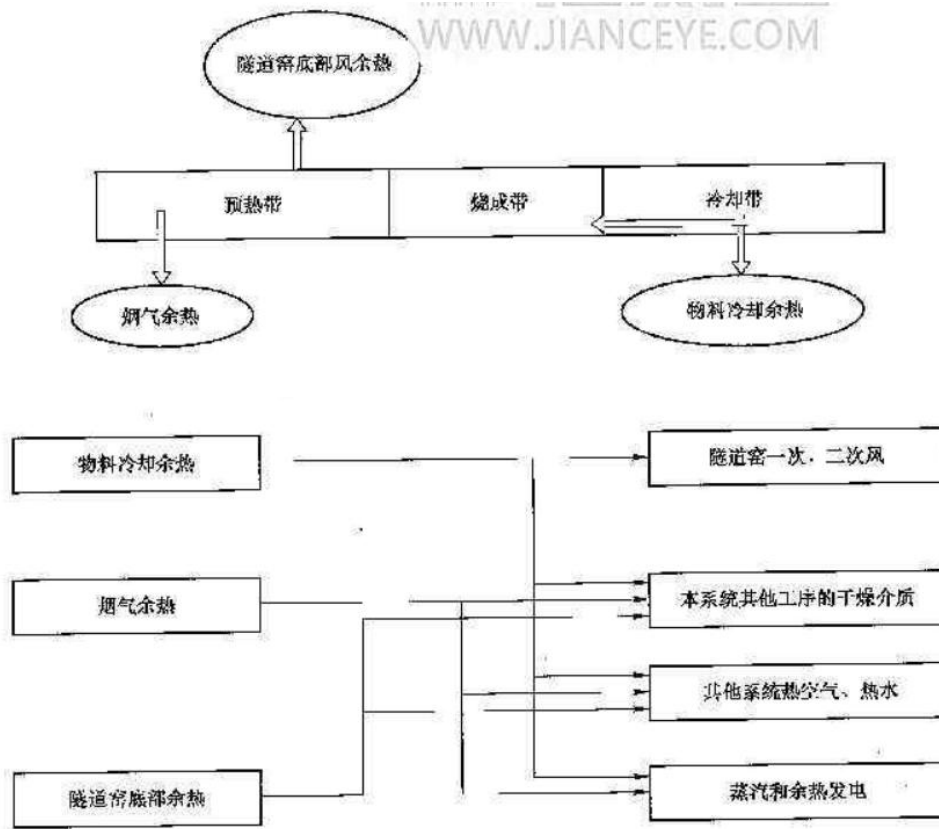 WWW.JIANCEYE.COM
隧道窑底部风余热
预热带
烧成带
冷却带
烟气余热
物料冷却余热
物料冷却余热
隧道窑一次、二次风
烟气余热
本系统其他工序的干燥介质
其他系统热空气、热水
隧道窑底部余热
蒸汽和余热发电